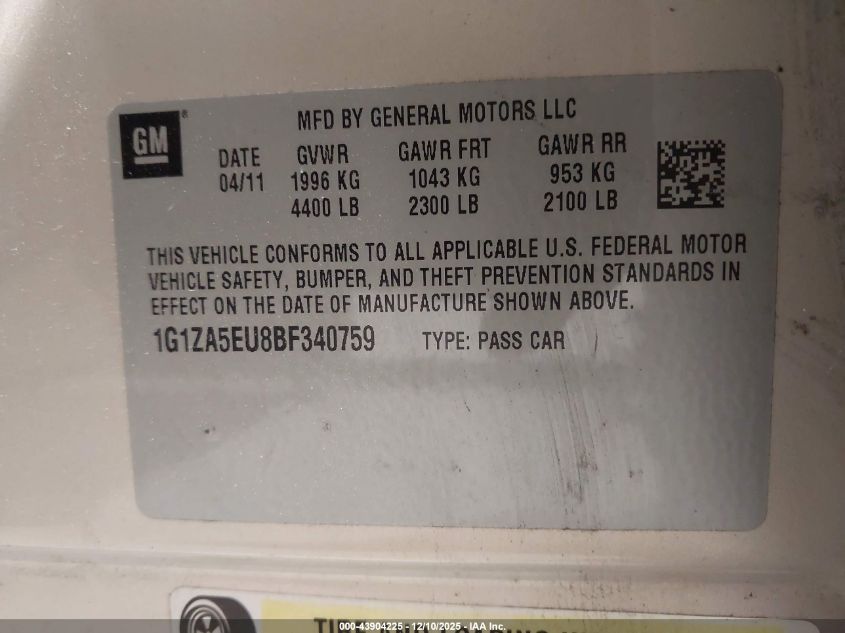 GM®
MFD BY GENERAL MOTORS LLC
DATE GVWR GAWR FRT GAWR RR
04/11 1996 KG 1043 KG 953 KG
4400 LB 2300 LB 2100 LB
THIS VEHICLE CONFORMS TO ALL APPLICABLE U.S. FEDERAL MOTOR
VEHICLE SAFETY, BUMPER, AND THEFT PREVENTION STANDARDS IN
EFFECT ON THE DATE OF MANUFACTURE SHOWN ABOVE.
1G1ZA5EU8BF340759 TYPE: PASS CAR
000-43904225 - 12/10/2025 - IAA Inc.